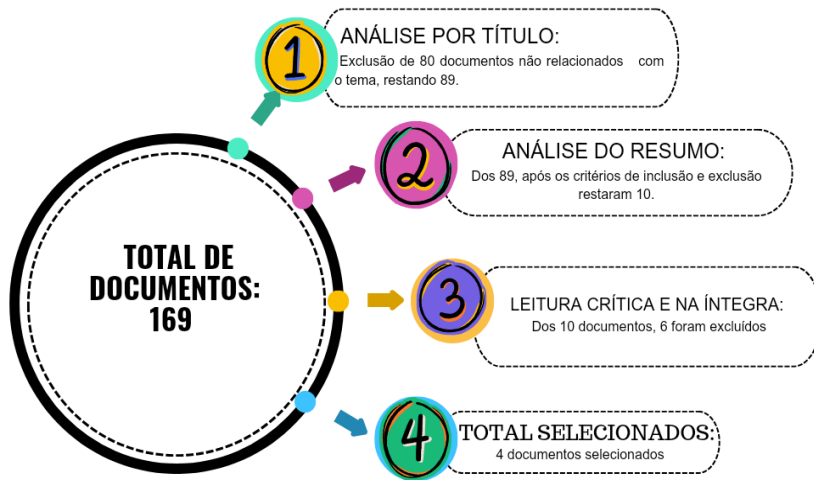 1
ANÁLISE POR TÍTULO:
Exclusão de 80 documentos não relacionados com
o tema, restando 89.
2
ANÁLISE DO RESUMO:
Dos 89, após os critérios de inclusão e exclusão
restaram 10.
TOTAL DE
DOCUMENTOS:
169
3
LEITURA CRÍTICA E NA ÍNTEGRA:
Dos 10 documentos, 6 foram excluídos
4
TOTAL SELECIONADOS:
4 documentos selecionados